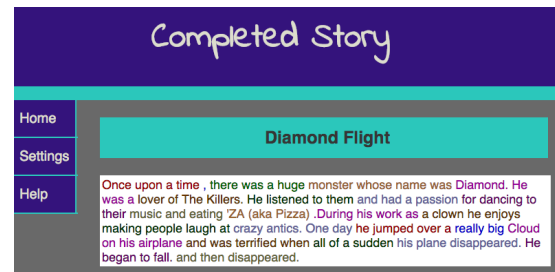 Completed Story
Home
Settings
Help
Diamond Flight
Once upon a time , there was a huge monster whose name was Diamond. He
was a lover of The Killers. He listened to them and had a passion for dancing to
their music and eating 'ZA (aka Pizza) .During his work as a clown he enjoys
making people laugh at crazy antics. One day he jumped over a really big Cloud
on his airplane and was terrified when all of a sudden his plane disappeared. He
began to fall. and then disappeared.